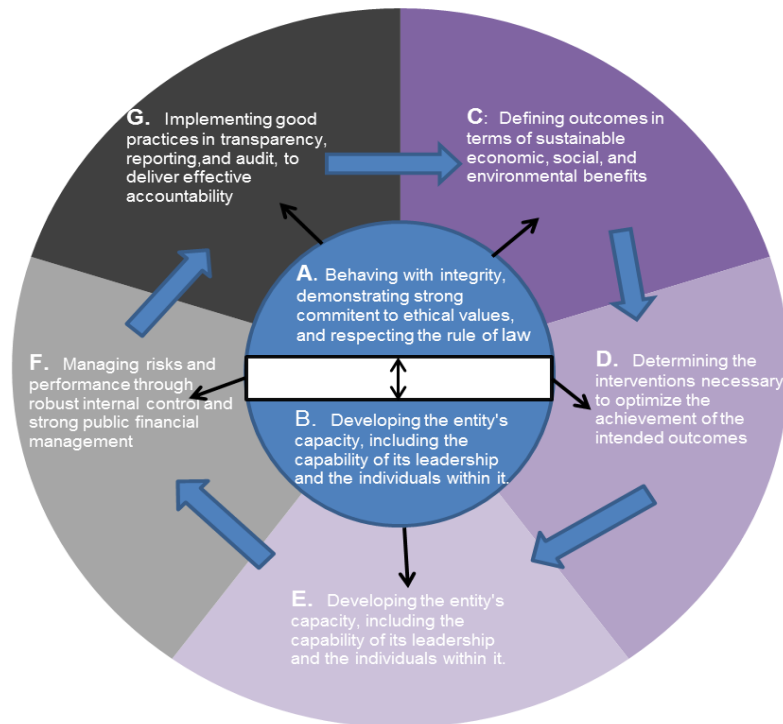 G. Implementing good
practices in transparency,
reporting,and audit, to
deliver effective
accountability
C: Defining outcomes in
terms of sustainable
economic, social, and
environmental benefits
A. Behaving with integrity,
demonstrating strong
commitent to ethical values,
and respecting the rule of law
F. Managing risks and
performance through
robust internal control and
strong public financial
management
D. Determining the
interventions necessary
to optimize the
achievement of the
intended outcomes
B. Developing the entity's
capacity, including the
capability of its leadership
and the individuals within it.
E. Developing the entity's
capacity, including the
capability of its leadership
and the individuals within it.